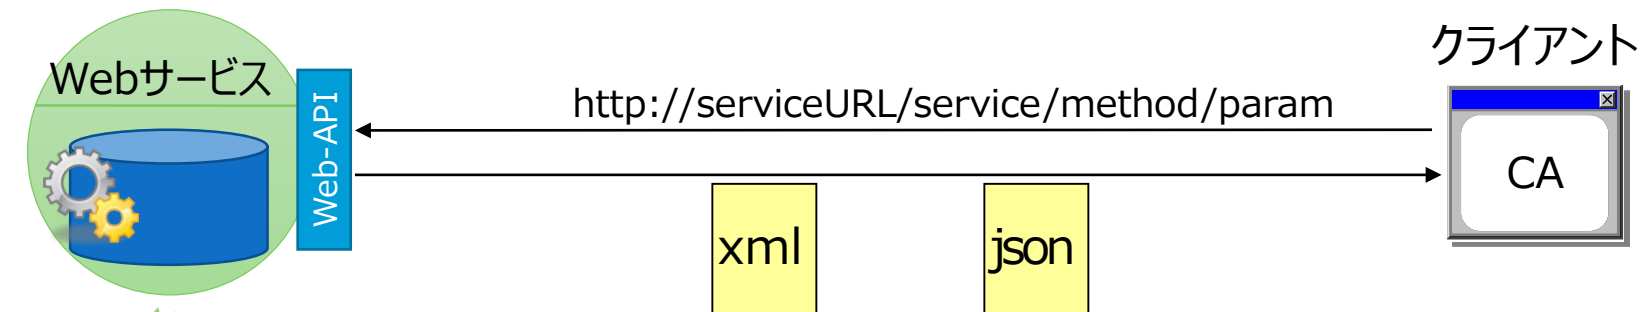 クライアント
Webサービス
http://serviceURL/service/method/param
Web-API
CA
xml
json